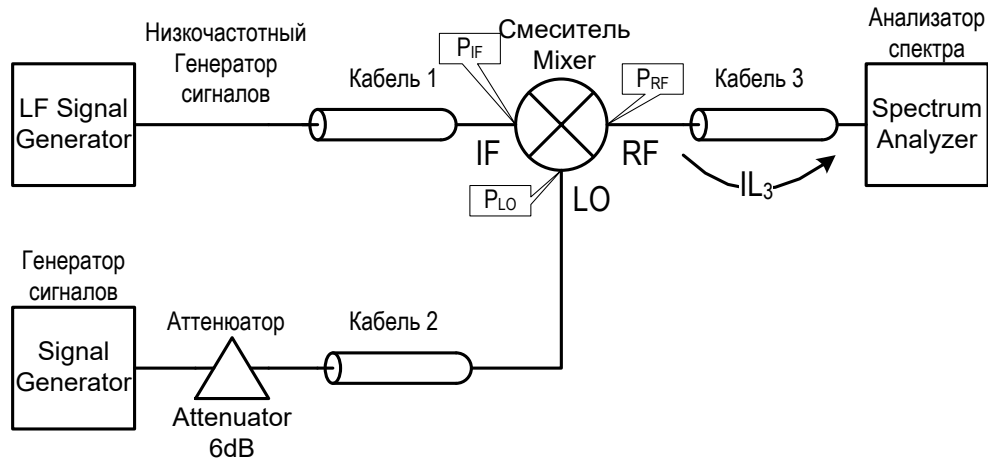 Низкочастотный
Генератор
сигналов
LF Signal
Generator
Кабель 1
P_IF
IF
Смеситель
Mixer
P_RF
RF
P_LO
LO
Кабель 3
IL₃
Анализатор
спектра
Spectrum
Analyzer
Генератор
сигналов
Signal
Generator
Аттенюатор
Attenuator
6dB
Кабель 2